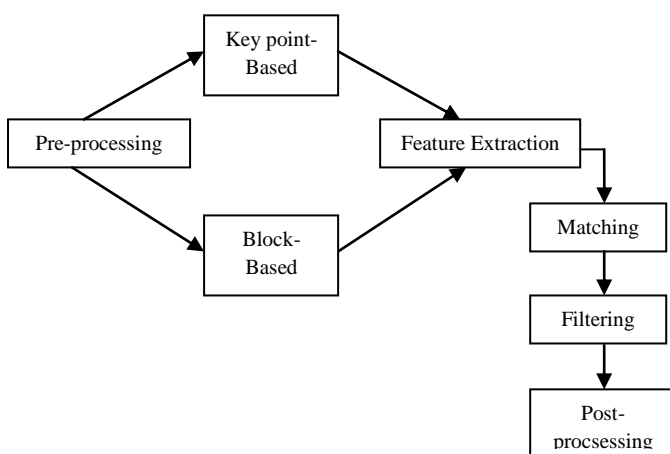 Key point-
Based
Pre-processing
Feature Extraction
Block-
Based
Matching
Filtering
Post-
procsessing